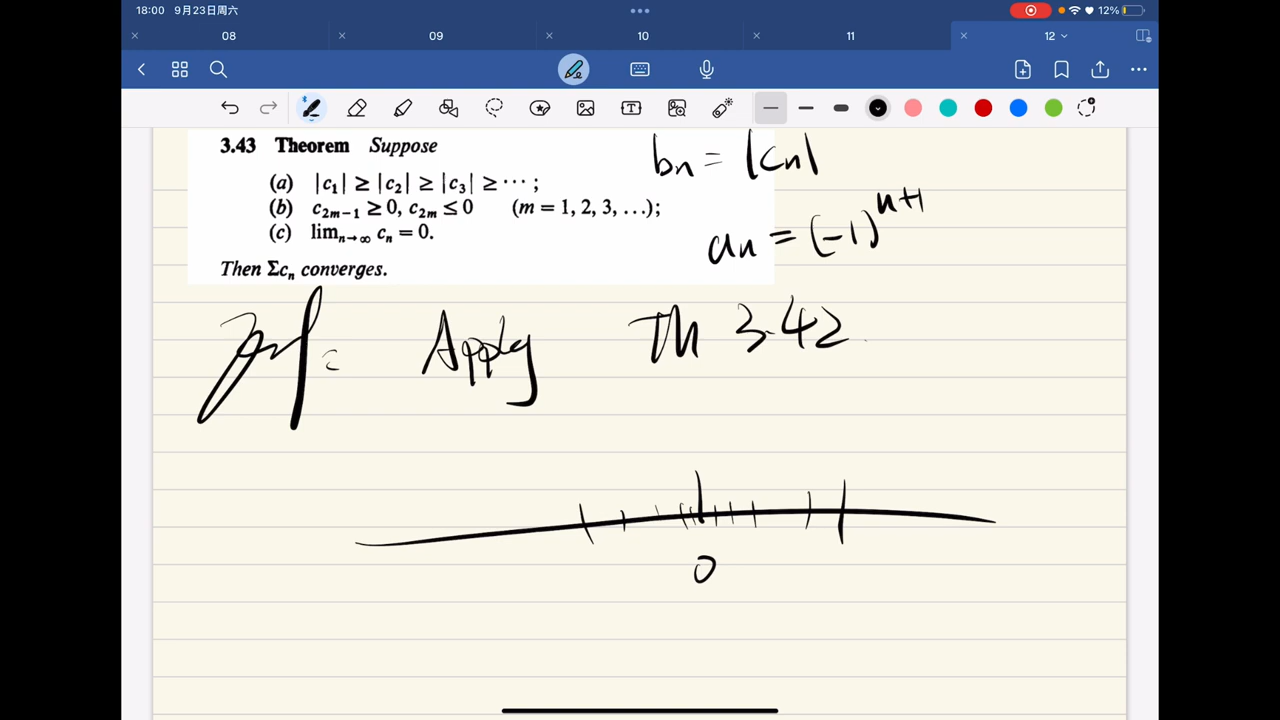 18:00 9月23日周六
12%
08 09 10 11 12
3.43 Theorem Suppose
(a) |c₁| ≥ |c₂| ≥ |c₃| ≥ ··· ;
(b) c₂ₘ₋₁ ≥ 0, c₂ₘ ≤ 0 (m = 1, 2, 3, ...);
(c) limₙ→∞ cₙ = 0.
Then Σcₙ converges.
bn = |cn|
an = (-1)^{n+1}
Apply Th 3.42.
0